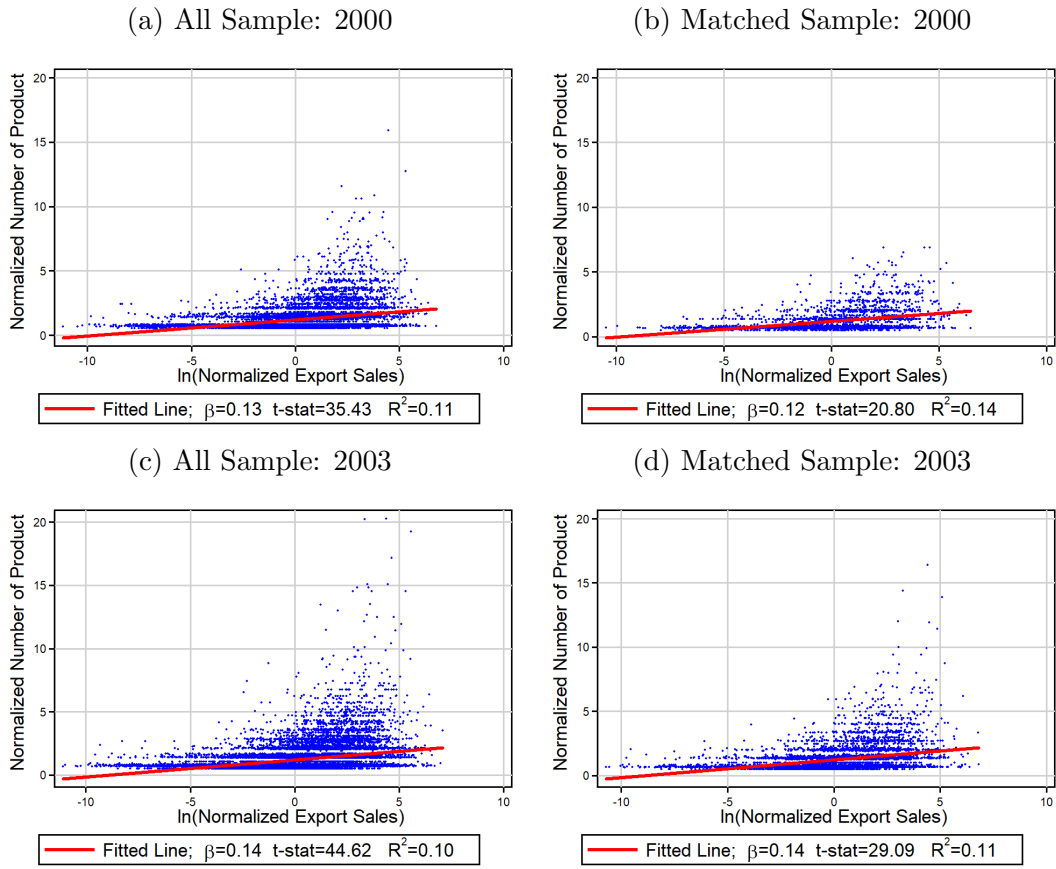 (a) All Sample: 2000
Normalized Number of Product
20
15
10
5
0
-10 -5 0 5 10
ln(Normalized Export Sales)
Fitted Line; β=0.13 t-stat=35.43 R²=0.11
(b) Matched Sample: 2000
Normalized Number of Product
20
15
10
5
0
-10 -5 0 5 10
ln(Normalized Export Sales)
Fitted Line; β=0.12 t-stat=20.80 R²=0.14
(c) All Sample: 2003
Normalized Number of Product
20
15
10
5
0
-10 -5 0 5 10
ln(Normalized Export Sales)
Fitted Line; β=0.14 t-stat=44.62 R²=0.10
(d) Matched Sample: 2003
Normalized Number of Product
20
15
10
5
0
-10 -5 0 5 10
ln(Normalized Export Sales)
Fitted Line; β=0.14 t-stat=29.09 R²=0.11